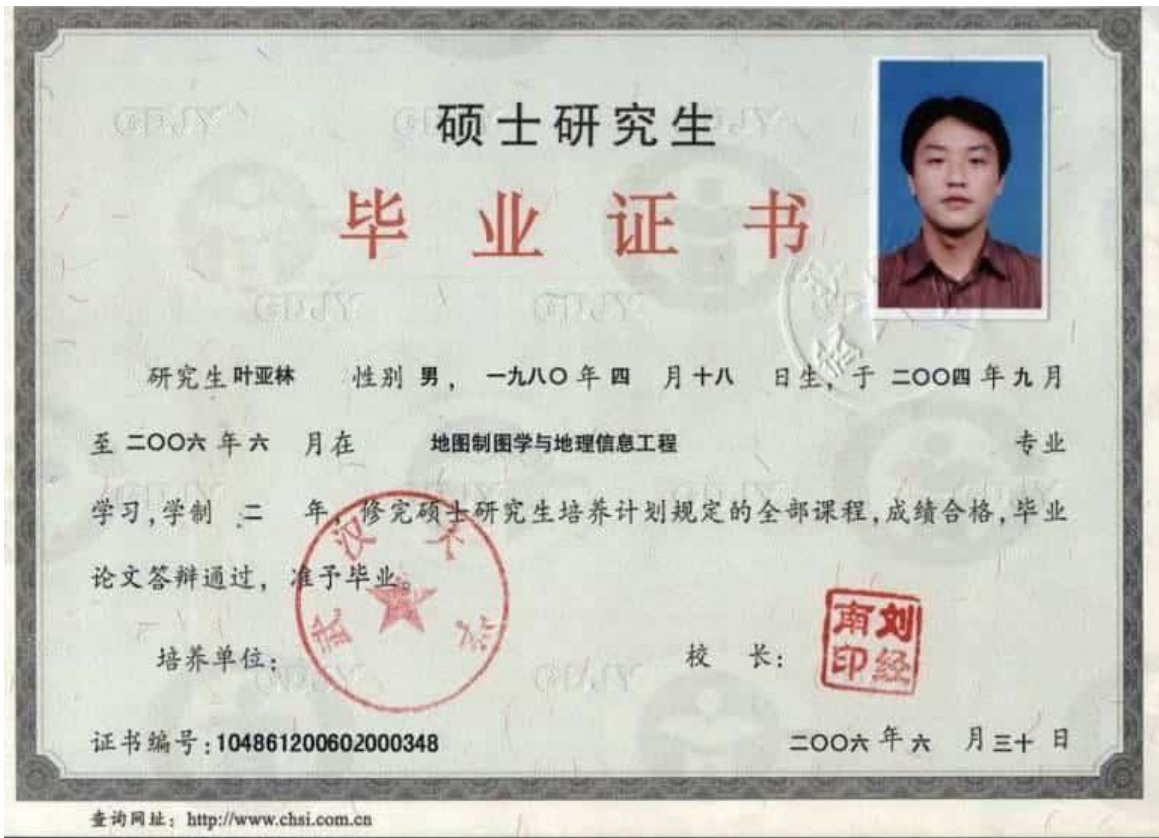 硕士研究生
毕业证书
研究生 叶亚林 性别 男， 一九八〇 年 四 月 十八 日生，于 二〇〇四 年 九 月
至 二〇〇六 年 六 月在 地图制图学与地理信息工程 专业
学习,学制 二 年，修完硕士研究生培养计划规定的全部课程,成绩合格,毕业
论文答辩通过，准予毕业。
武汉大学
培养单位：
校 长：
刘经南印
证书编号:104861200602000348
二〇〇六 年 六 月 三十 日
查询网址：http://www.chsi.com.cn